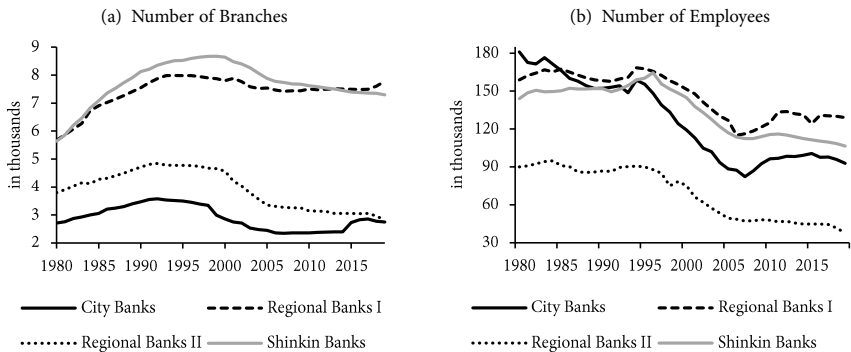 (a) Number of Branches
in thousands
9
8
7
6
5
4
3
2
1980 1985 1990 1995 2000 2005 2010 2015
City Banks
Regional Banks I
Regional Banks II
Shinkin Banks
(b) Number of Employees
in thousands
180
150
120
90
60
30
1980 1985 1990 1995 2000 2005 2010 2015
City Banks
Regional Banks I
Regional Banks II
Shinkin Banks